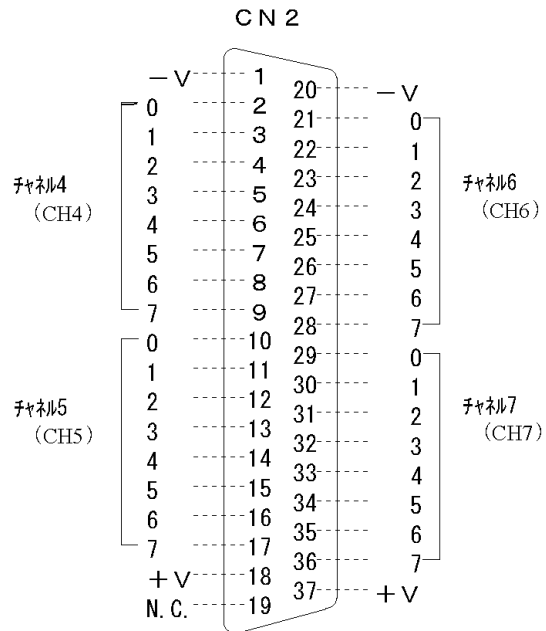 CN2
－V 1 20 －V
0 2 21 0
1 3 22 1
2 4 23 2
チャネル4 3 5 24 3 チャネル6
（CH4） 4 6 25 4 （CH6）
5 7 26 5
6 8 27 6
7 9 28 7
0 10 29 0
1 11 30 1
2 12 31 2
チャネル5 3 13 32 3 チャネル7
（CH5） 4 14 33 4 （CH7）
5 15 34 5
6 16 35 6
7 17 36 7
＋V 18 37 ＋V
N.C. 19